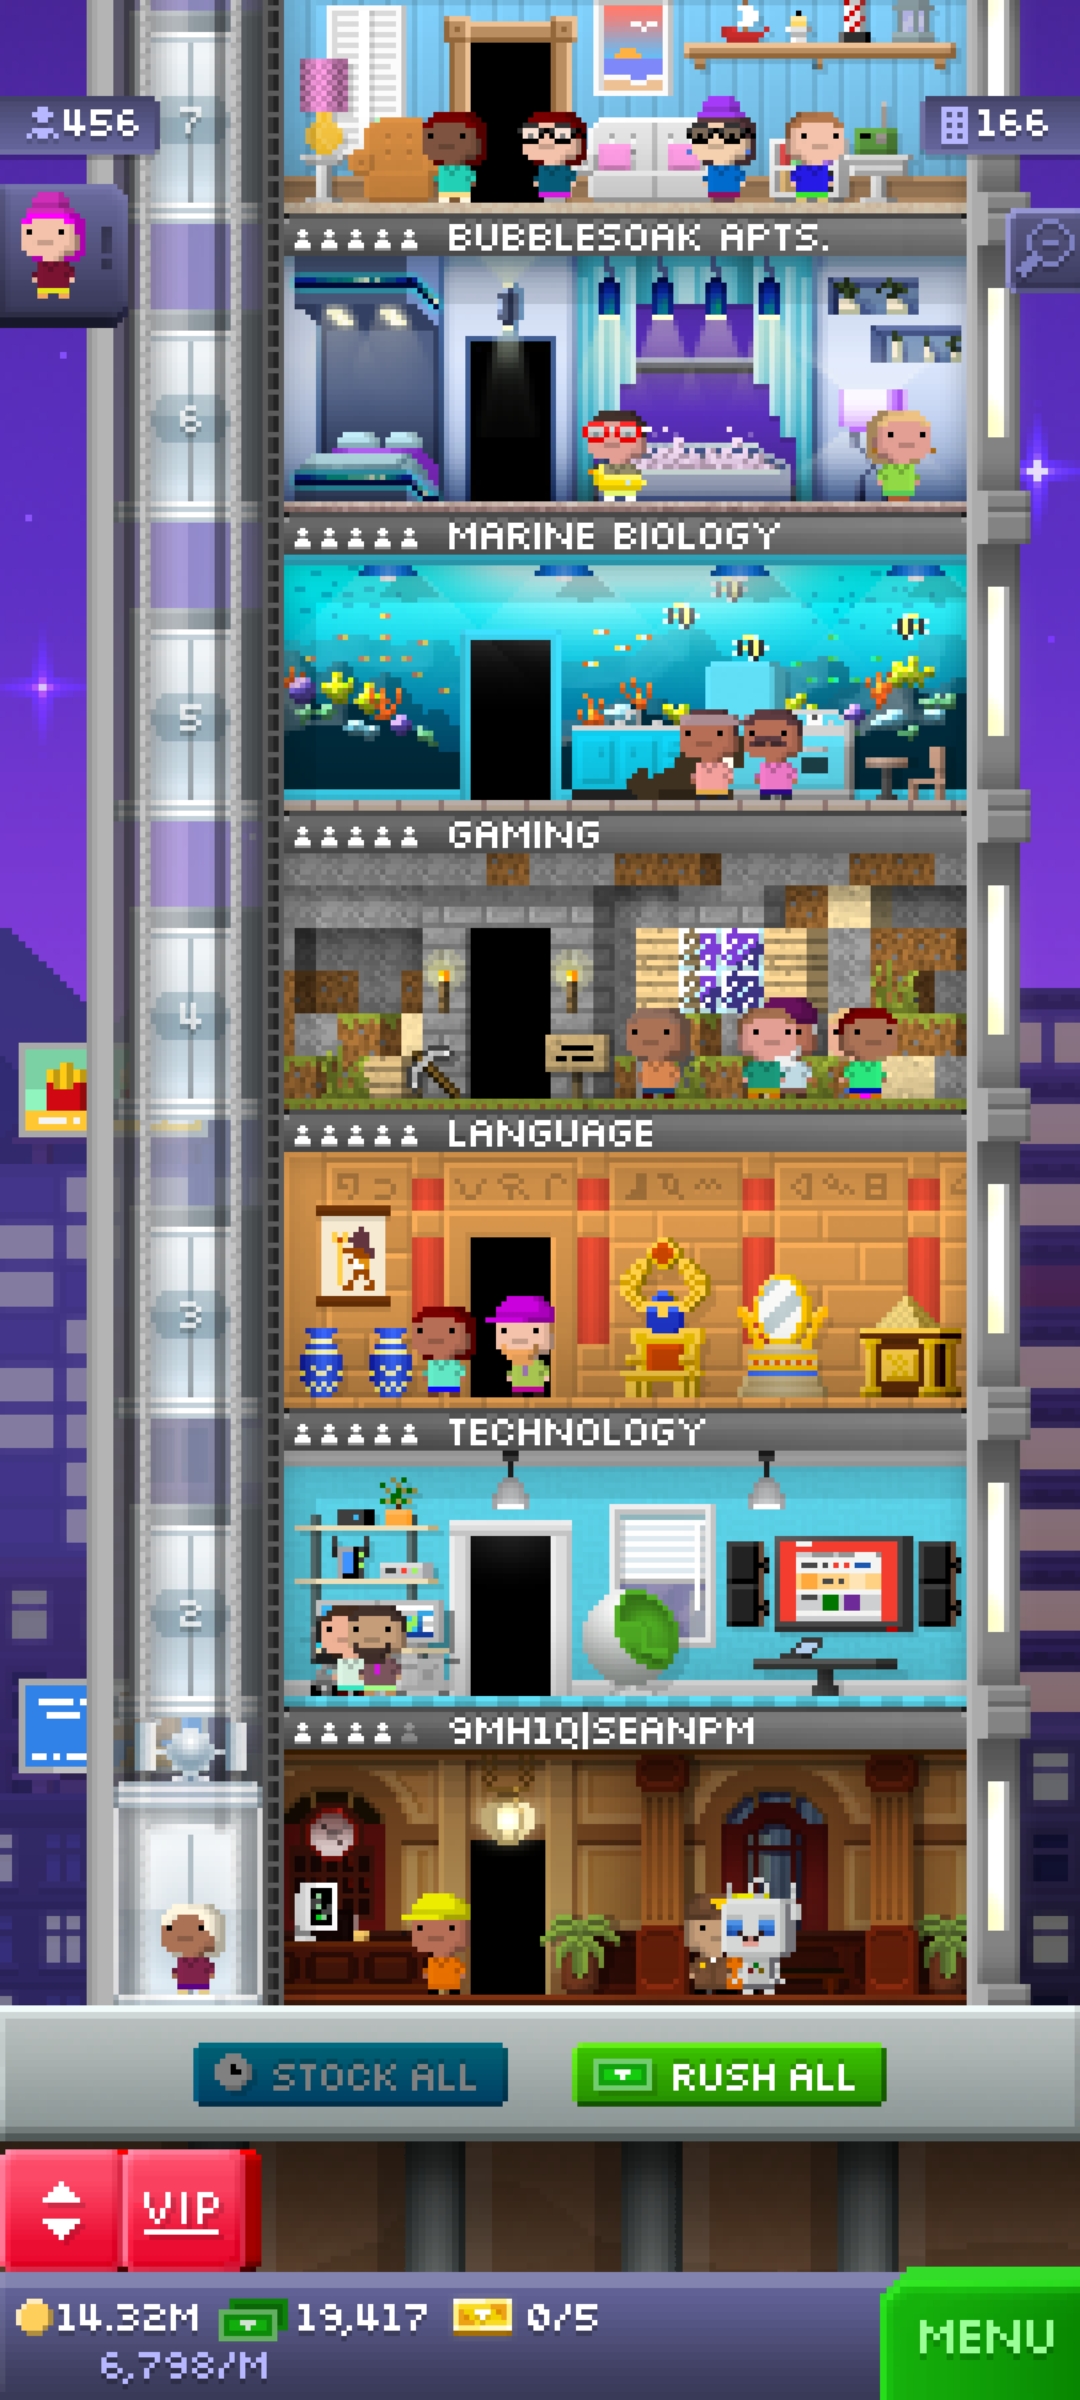 456
7
166
BUBBLESOAK APTS.
6
MARINE BIOLOGY
5
GAMING
4
LANGUAGE
3
TECHNOLOGY
2
9MH1Q|SEANPM
STOCK ALL
RUSH ALL
VIP
14.32M
19,417
0/5
6,798/M
MENU